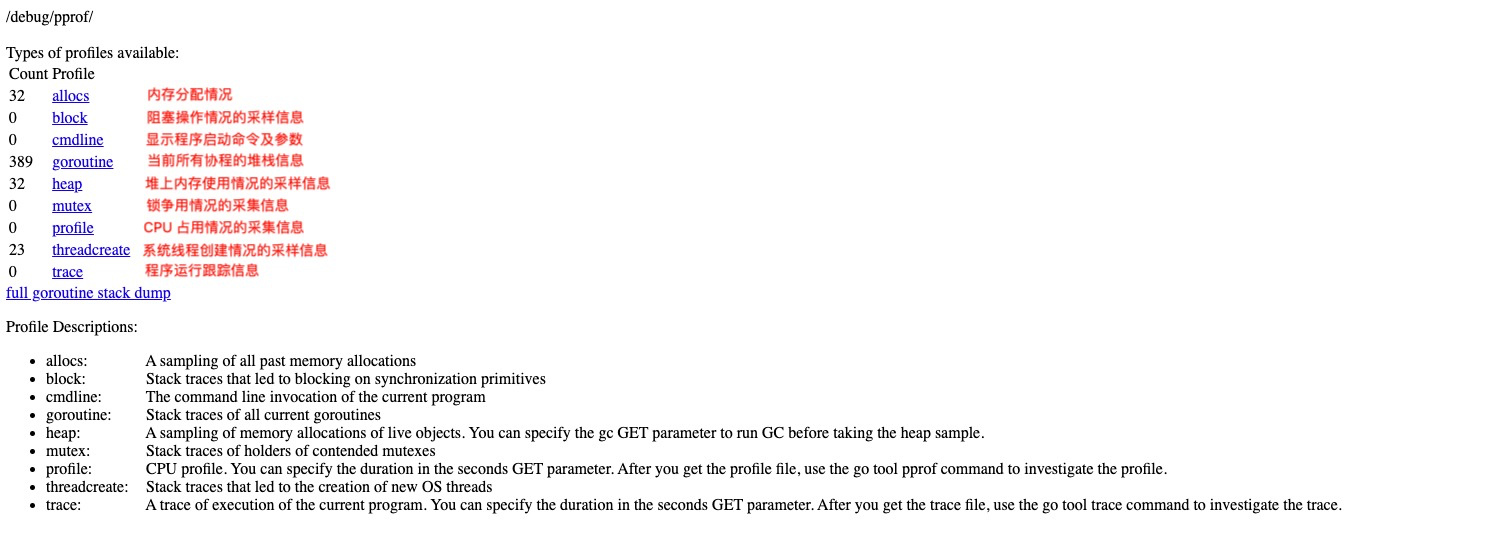 /debug/pprof/
Types of profiles available:
Count Profile
32 allocs 内存分配情况
0 block 阻塞操作情况的采样信息
0 cmdline 显示程序启动命令及参数
389 goroutine 当前所有协程的堆栈信息
32 heap 堆上内存使用情况的采样信息
0 mutex 锁争用情况的采集信息
0 profile CPU 占用情况的采集信息
23 threadcreate 系统线程创建情况的采样信息
0 trace 程序运行跟踪信息
full goroutine stack dump
Profile Descriptions:
• allocs: A sampling of all past memory allocations
• block: Stack traces that led to blocking on synchronization primitives
• cmdline: The command line invocation of the current program
• goroutine: Stack traces of all current goroutines
• heap: A sampling of memory allocations of live objects. You can specify the gc GET parameter to run GC before taking the heap sample.
• mutex: Stack traces of holders of contended mutexes
• profile: CPU profile. You can specify the duration in the seconds GET parameter. After you get the profile file, use the go tool pprof command to investigate the profile.
• threadcreate: Stack traces that led to the creation of new OS threads
• trace: A trace of execution of the current program. You can specify the duration in the seconds GET parameter. After you get the trace file, use the go tool trace command to investigate the trace.